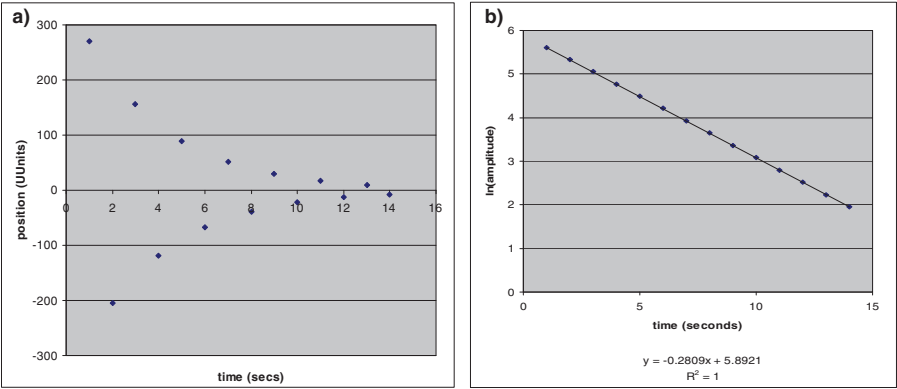 a)
300
200
100
0
-100
-200
-300
0 2 4 6 8 10 12 14 16
position (UUnits)
time (secs)
b)
6
5
4
3
2
1
0
0 5 10 15
ln(amplitude)
time (seconds)
y = -0.2809x + 5.8921
R² = 1